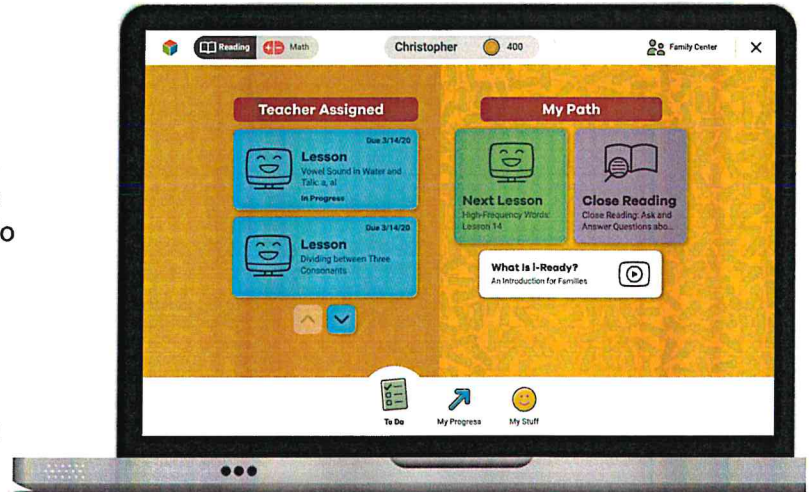 o
Reading
Math
Christopher
400
Family Center
Teacher Assigned
Due 3/14/20
Lesson
Vowel Sound in Water and
Talk: a, al
In Progress
Due 3/14/20
Lesson
Dividing between Three
Consonants
My Path
Next Lesson
High-Frequency Words:
Lesson 14
Close Reading
Close Reading: Ask and
Answer Questions abo...
What is i-Ready?
An Introduction for Families
To Do
My Progress
My Stuff